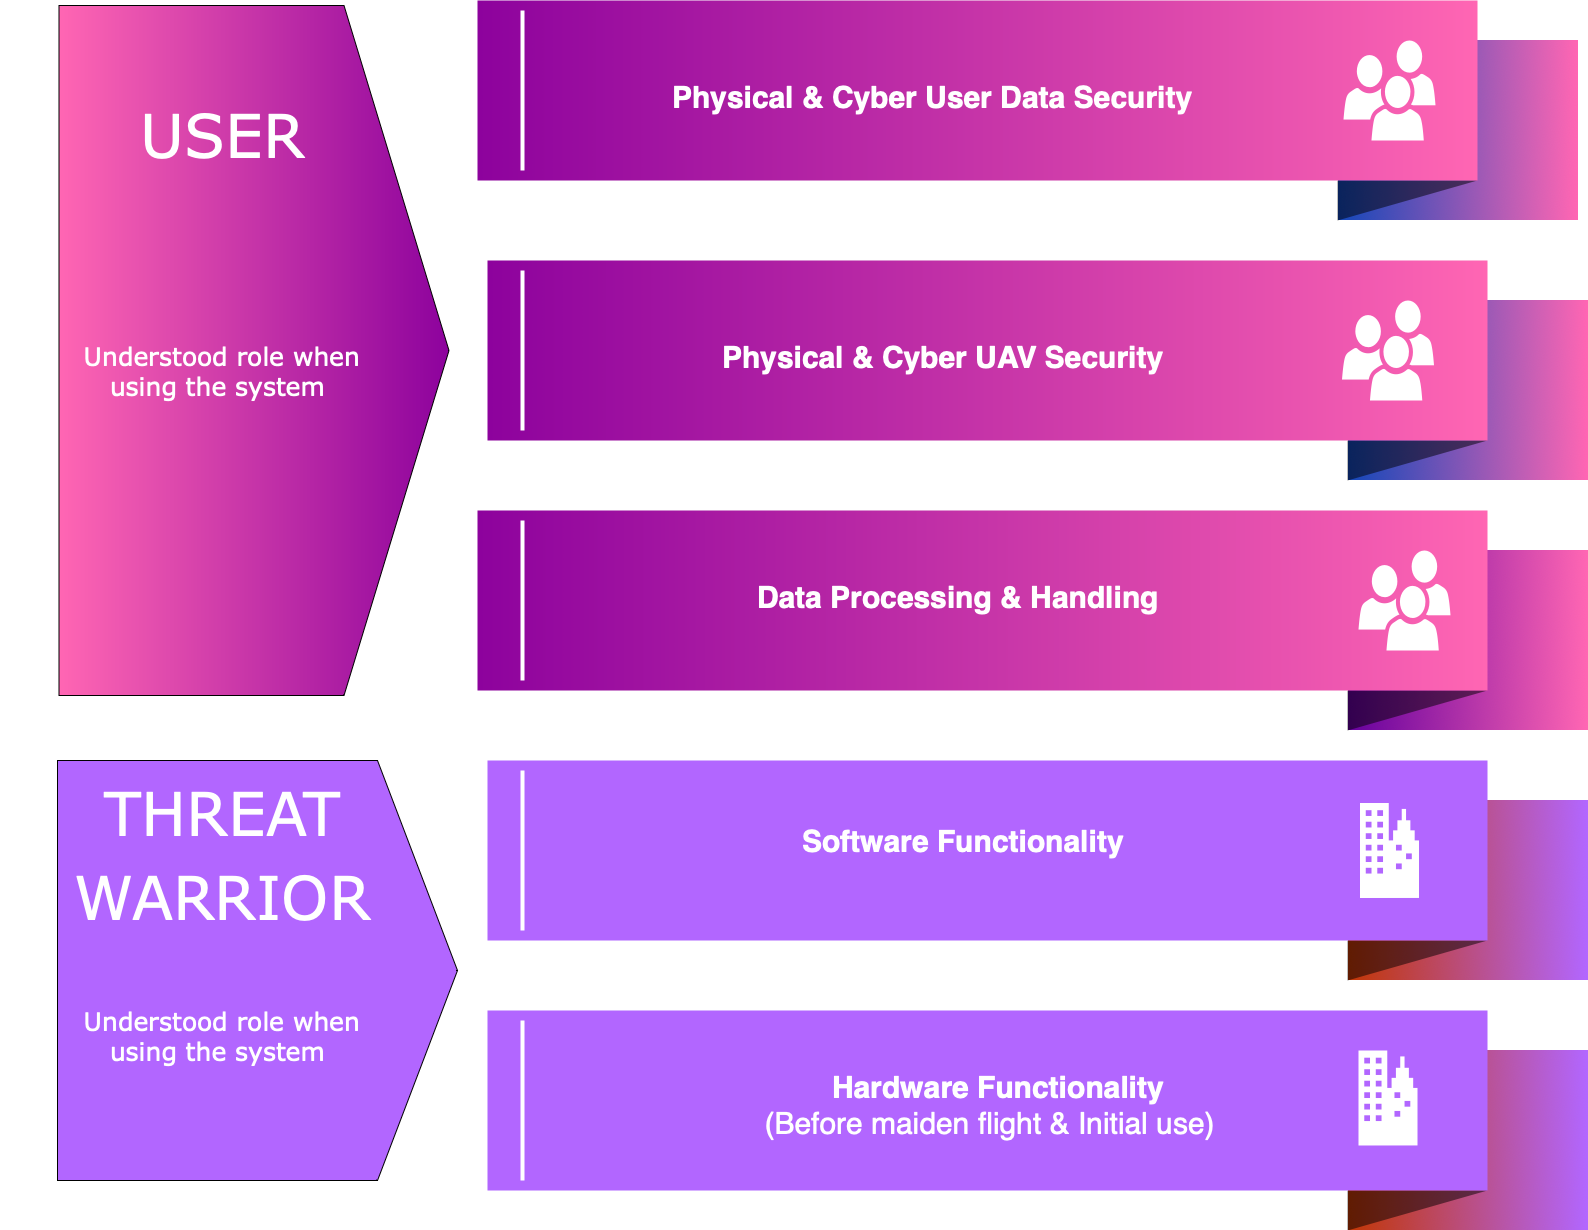 USER
Understood role when
using the system
Physical & Cyber User Data Security
Physical & Cyber UAV Security
Data Processing & Handling
THREAT
WARRIOR
Understood role when
using the system
Software Functionality
Hardware Functionality
(Before maiden flight & Initial use)